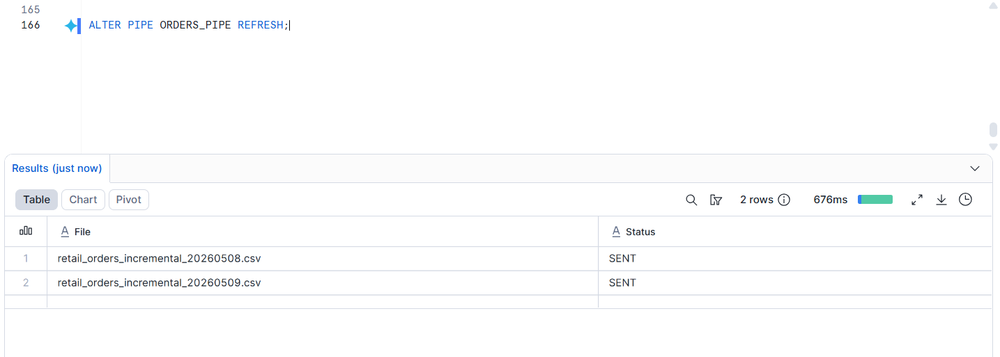 165
166 ALTER PIPE ORDERS_PIPE REFRESH;
Results (just now)
Table Chart Pivot 2 rows 676ms
A File A Status
1 retail_orders_incremental_20260508.csv SENT
2 retail_orders_incremental_20260509.csv SENT